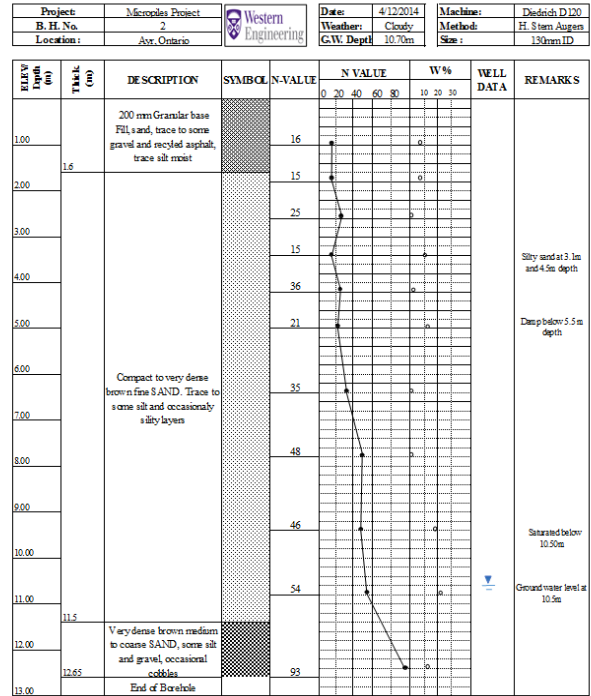 Project: Micropiles Project
B. H. No. 2
Location : Ayr, Ontario
Western
Engineering
Date: 4/12/2014 Machine: Diedrich D120
Weather: Cloudy Method: H. Stem Augers
G.W. Depth 10.70m Size : 130mm ID
ELEV Depth (m) Thick. (m) DESCRIPTION SYMBOL N-VALUE N VALUE W% WELL DATA REMARKS
0 20 40 60 80 10 20 30
200 mm Granular base
Fill, sand, trace to some
gravel and recyled asphalt,
trace silt moist
1.00 16
1.6 15
2.00
25
3.00
15 Silty sand at 3.1m
and 4.5m depth
4.00 36
5.00 21 Damp below 5.5 m
depth
6.00
Compact to very dense
brown fine SAND. Trace to
some silt and occasionaly
sility layers
35
7.00
48
8.00
9.00
46 Saturated below
10.50m
10.00
54 Ground water level at
10.5m
11.00
11.5
Very dense brown medium
to coarse SAND, some silt
and gravel, occasional
cobbles
12.00
12.65 93
13.00 End of Borehole